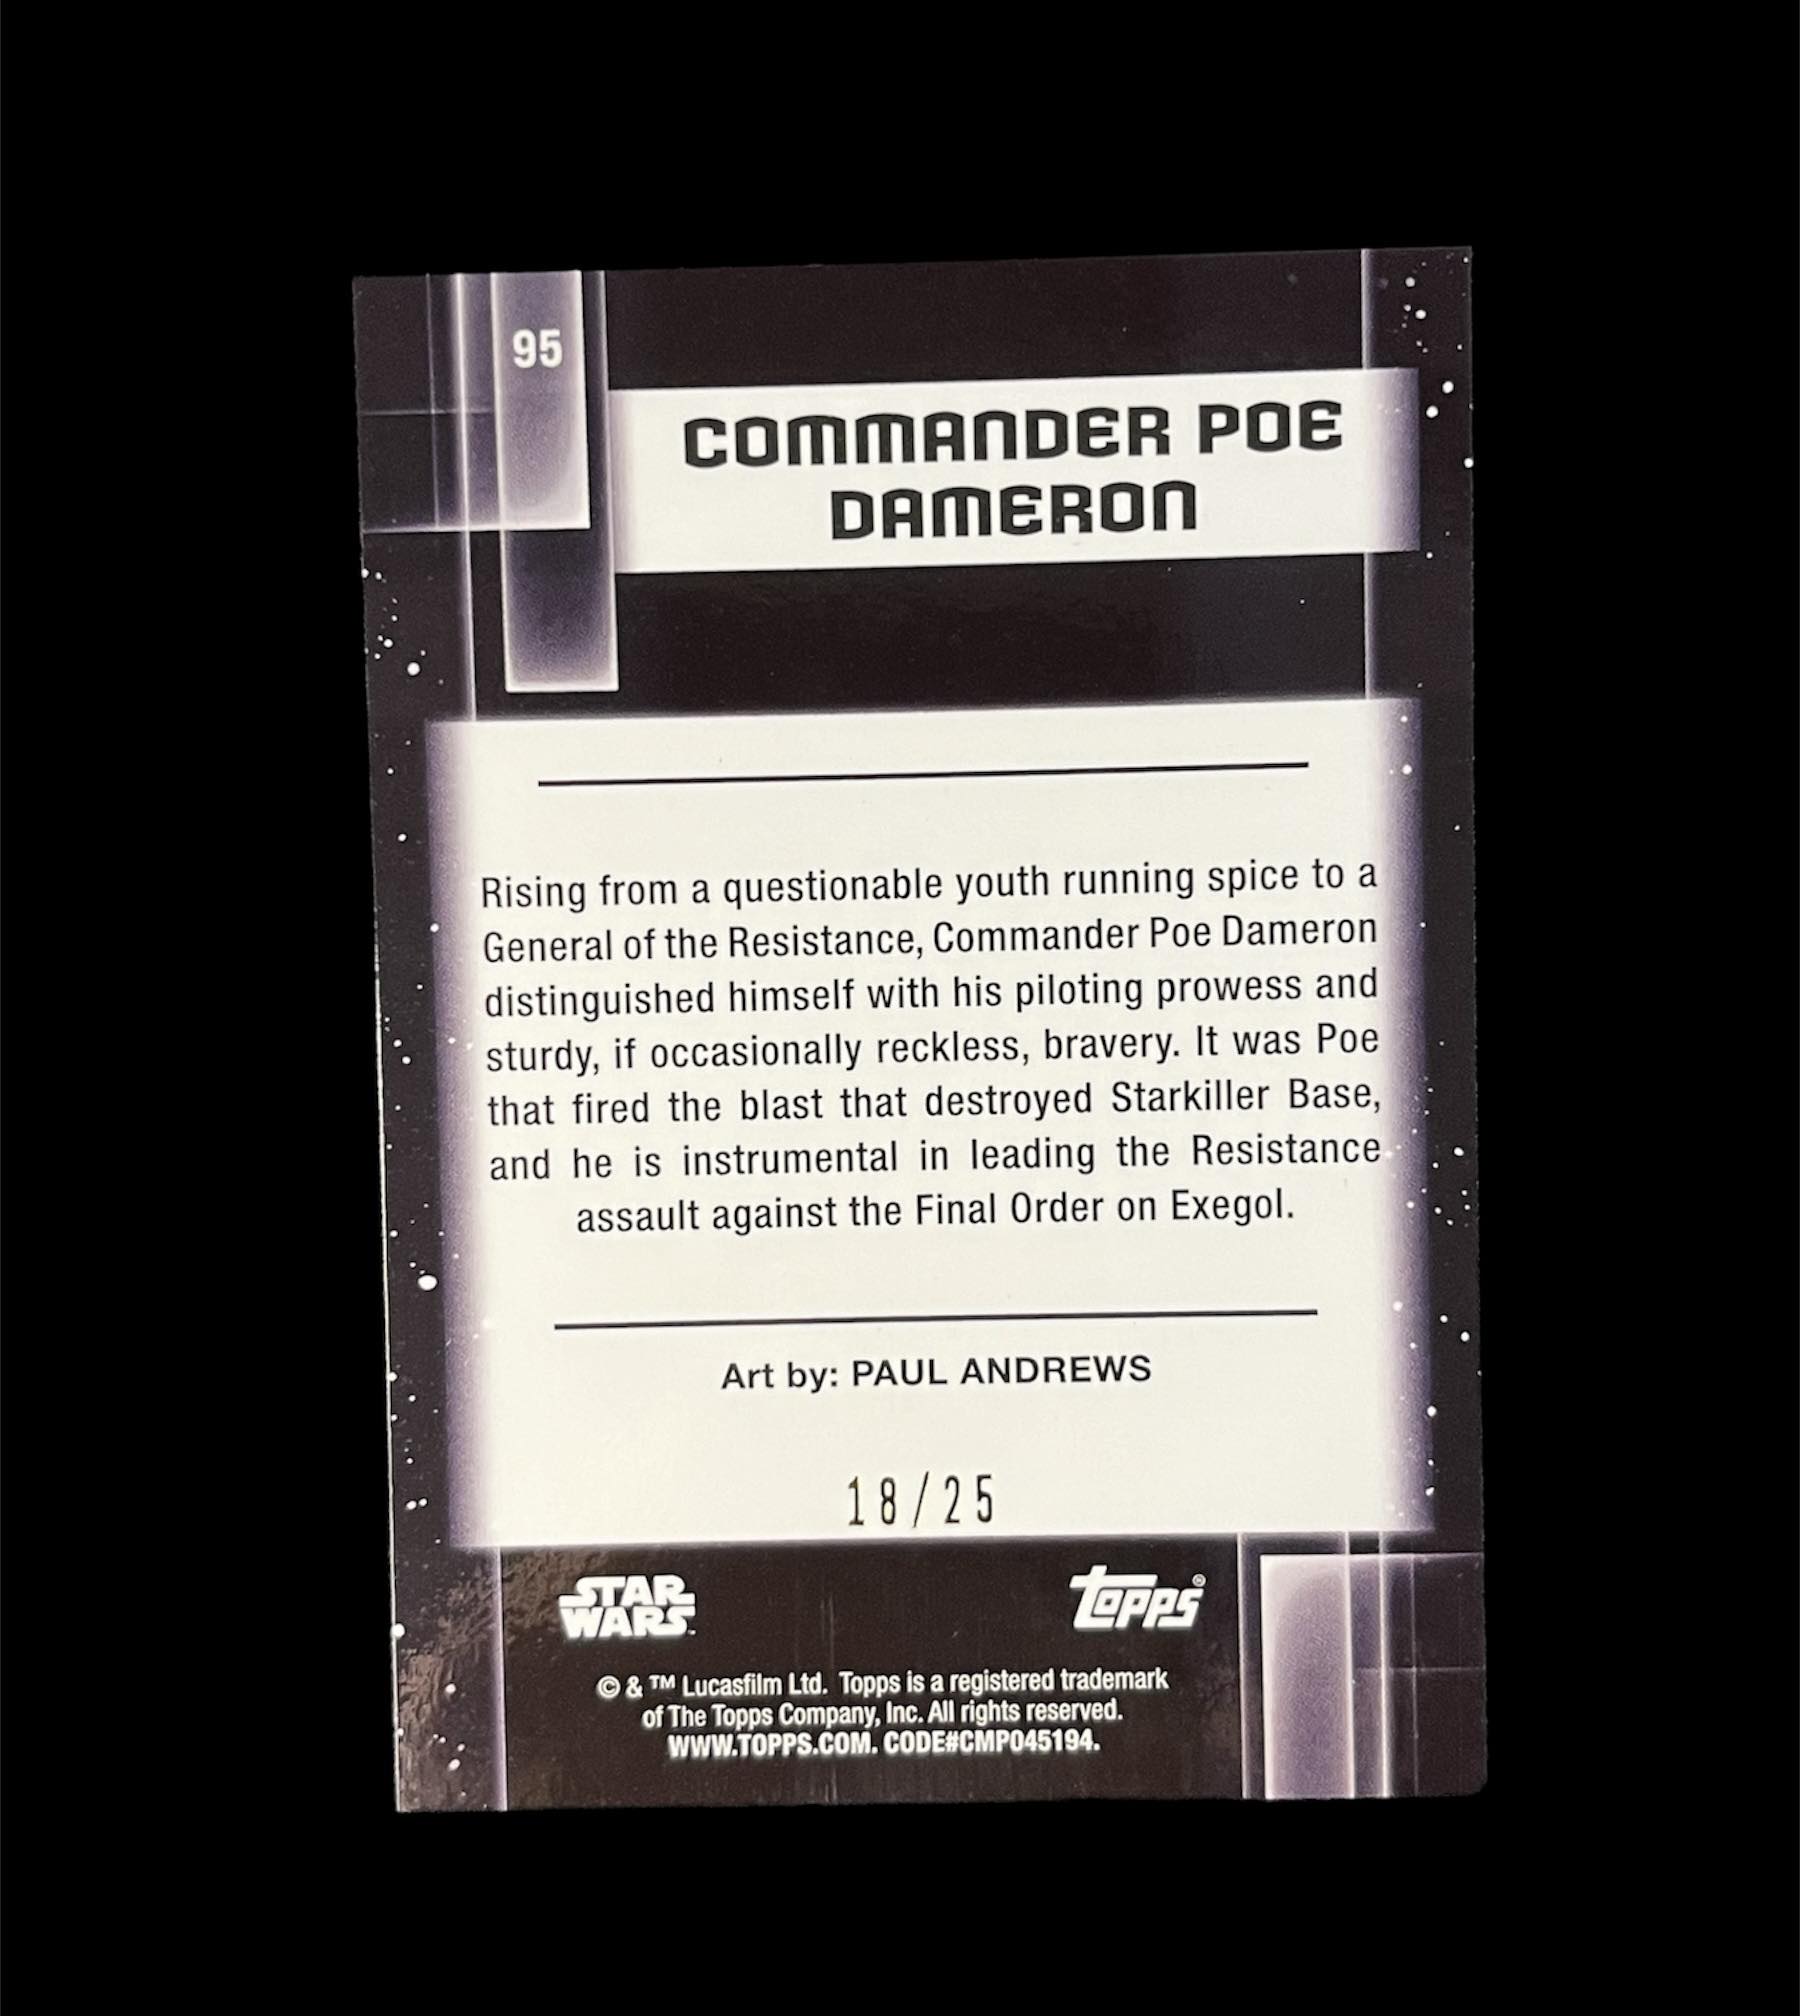 95
COMMANDER POE
DAMERON
Rising from a questionable youth running spice to a
General of the Resistance, Commander Poe Dameron
distinguished himself with his piloting prowess and
sturdy, if occasionally reckless, bravery. It was Poe
that fired the blast that destroyed Starkiller Base,
and he is instrumental in leading the Resistance
assault against the Final Order on Exegol.
Art by: PAUL ANDREWS
18/25
STAR
WARS
TOPPS®
© & ™ Lucasfilm Ltd. Topps is a registered trademark
of The Topps Company, Inc. All rights reserved.
WWW.TOPPS.COM. CODE#CMP045194.